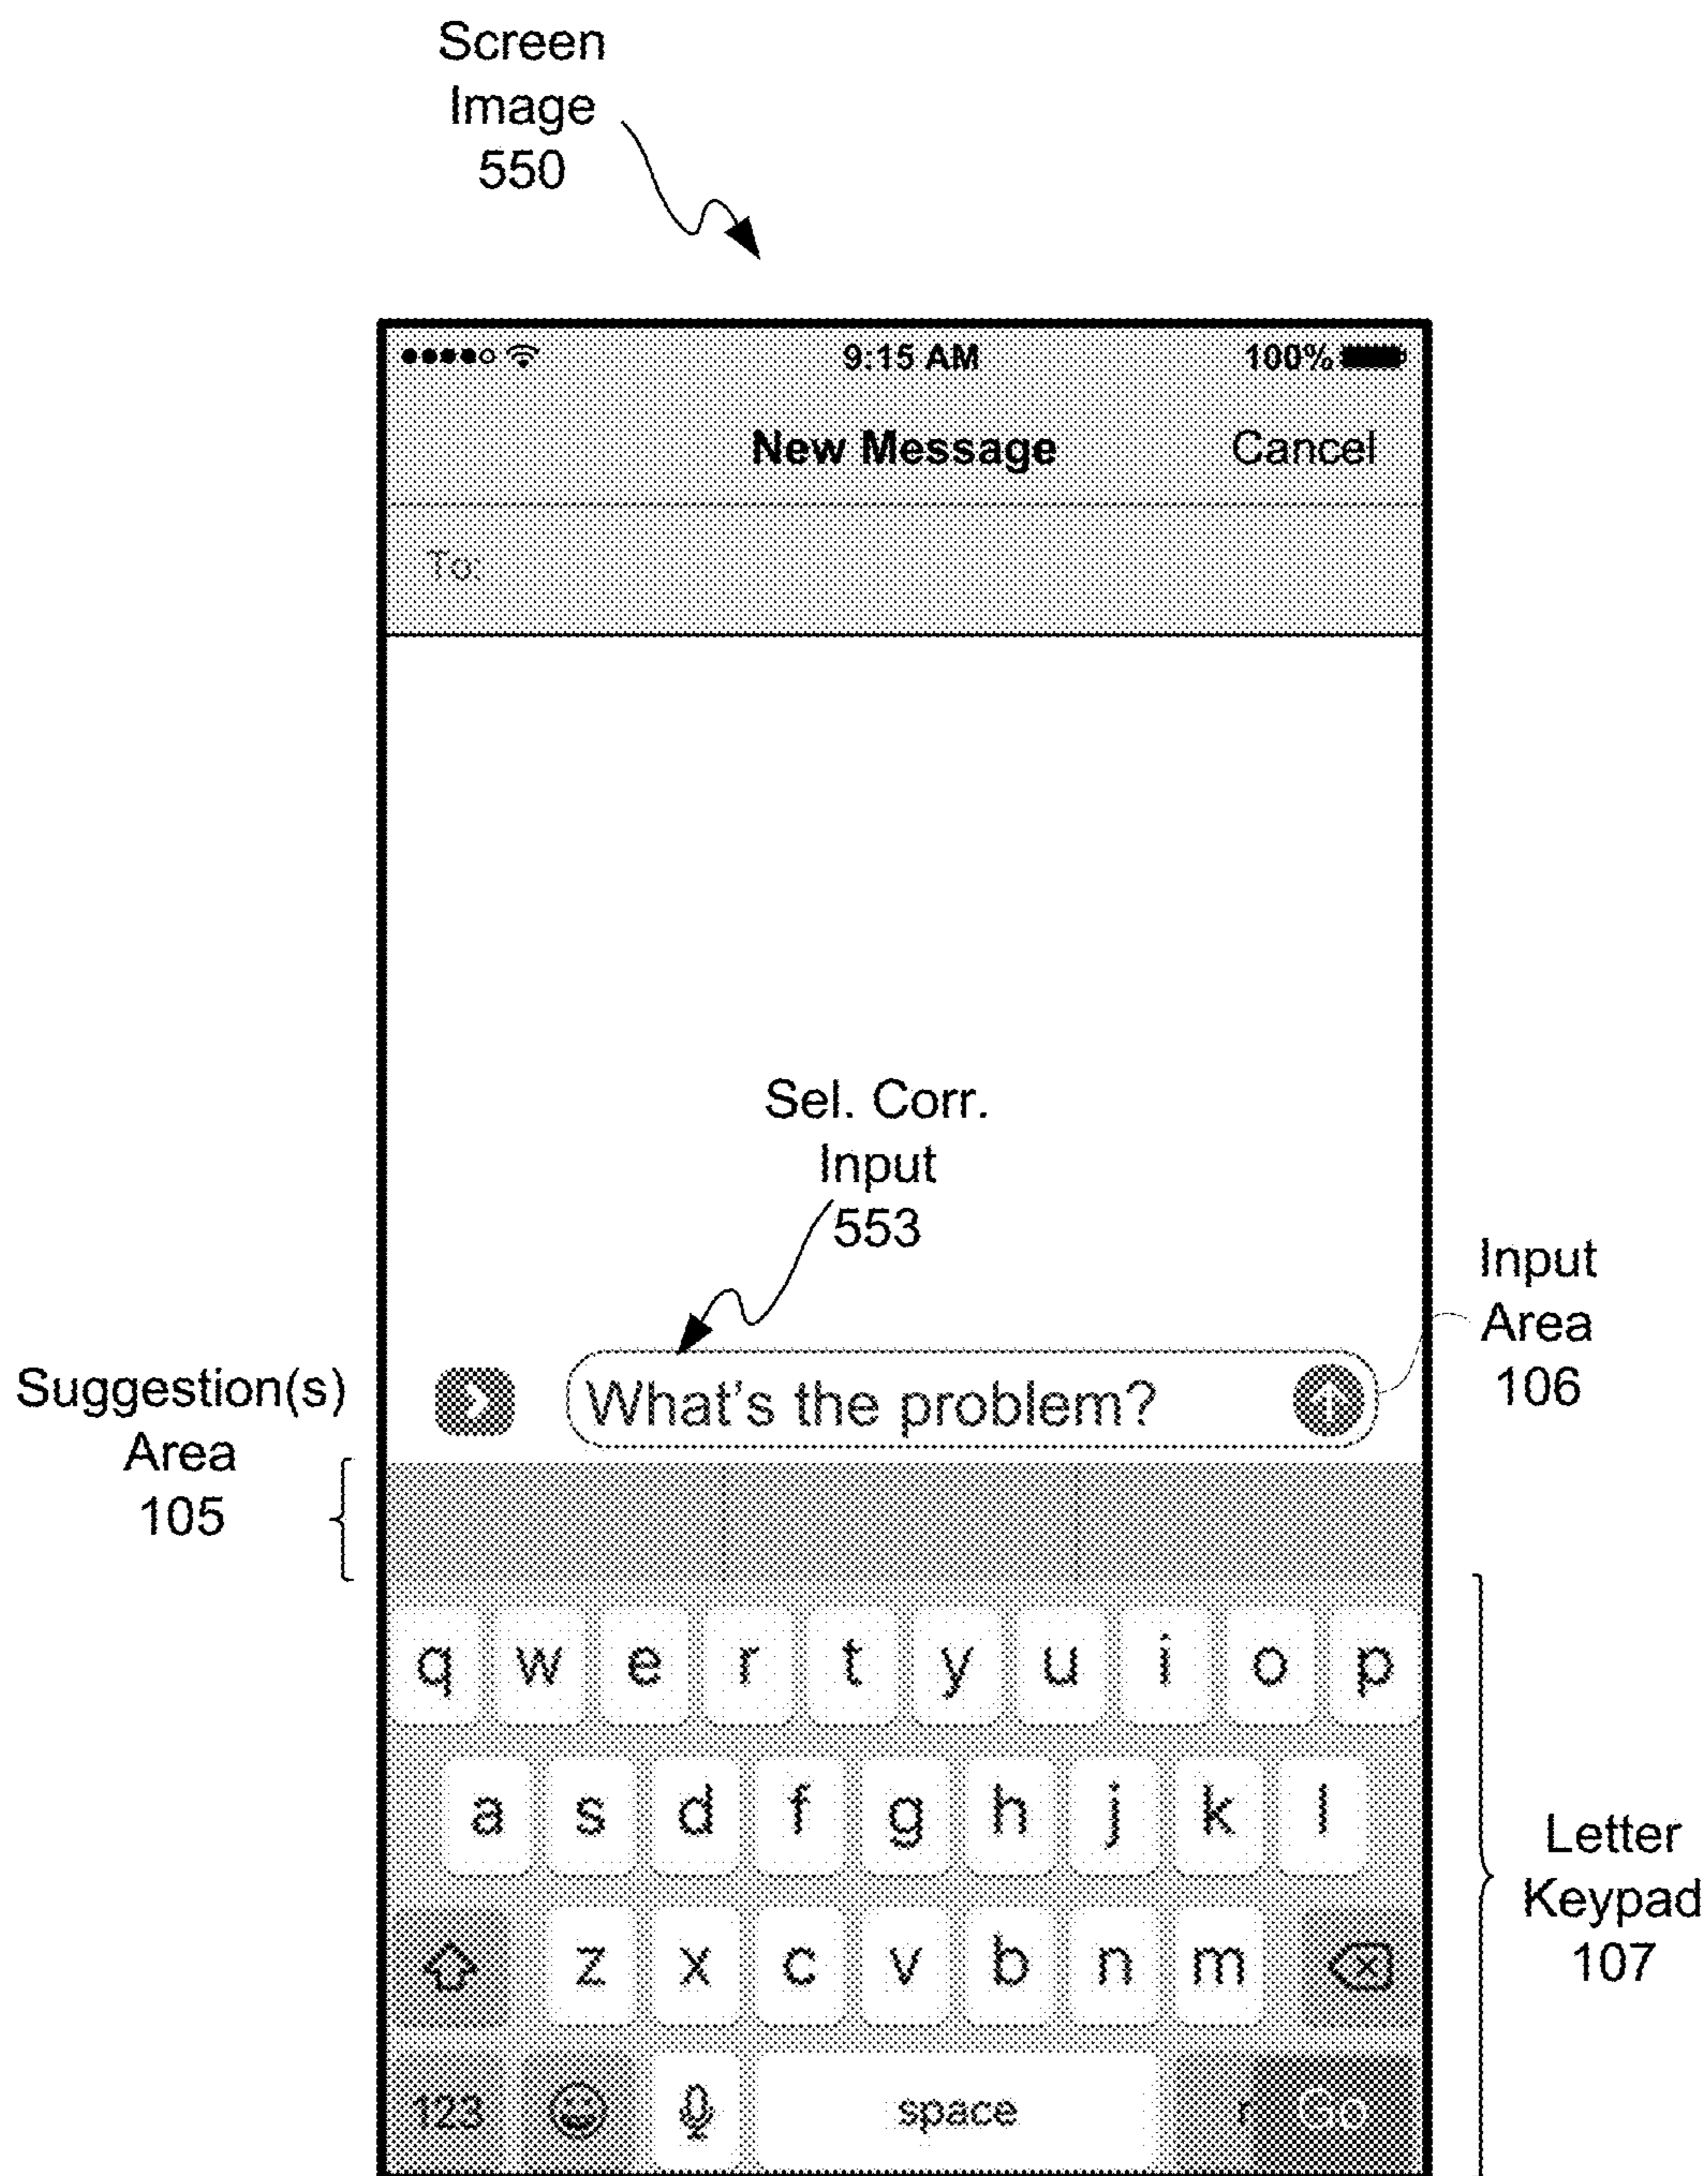 Screen
Image
550
9:15 AM 100%
New Message Cancel
To:
Sel. Corr.
Input
553
Input
Area
106
Suggestion(s)
Area
105
What's the problem?
q w e r t y u i o p
a s d f g h j k l
Letter
Keypad
107
z x c v b n m
123 space r Go